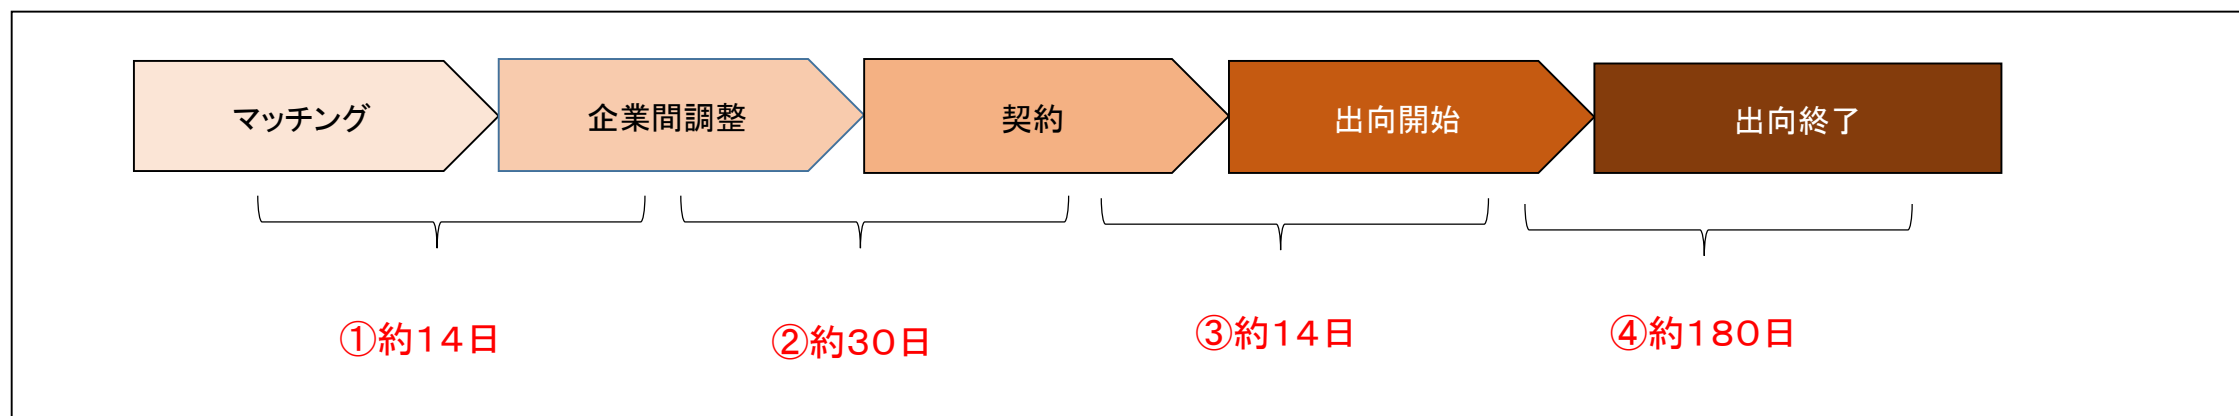 マッチング
企業間調整
契約
出向開始
出向終了
①約14日
②約30日
③約14日
④約180日